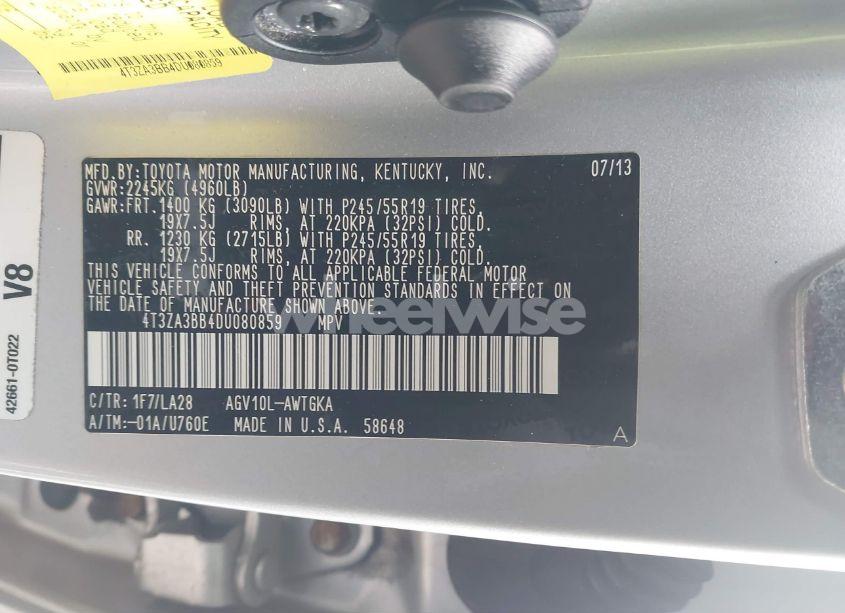 4T3ZA3BB4DU080859
V8
42661-0T022
MFD.BY:TOYOTA MOTOR MANUFACTURING, KENTUCKY, INC. 07/13
GVWR:2245KG (4960LB)
GAWR:FRT. 1400 KG (3090LB) WITH P245/55R19 TIRES,
19X7.5J RIMS, AT 220KPA (32PSI) COLD.
RR. 1230 KG (2715LB) WITH P245/55R19 TIRES,
19X7.5J RIMS, AT 220KPA (32PSI) COLD.
THIS VEHICLE CONFORMS TO ALL APPLICABLE FEDERAL MOTOR
VEHICLE SAFETY AND THEFT PREVENTION STANDARDS IN EFFECT ON
THE DATE OF MANUFACTURE SHOWN ABOVE.
4T3ZA3BB4DU080859 MPV
wheelwise
C/TR: 1F7/LA28 AGV10L-AWTGKA
A/TM:-01A/U760E MADE IN U.S.A. 58648 A